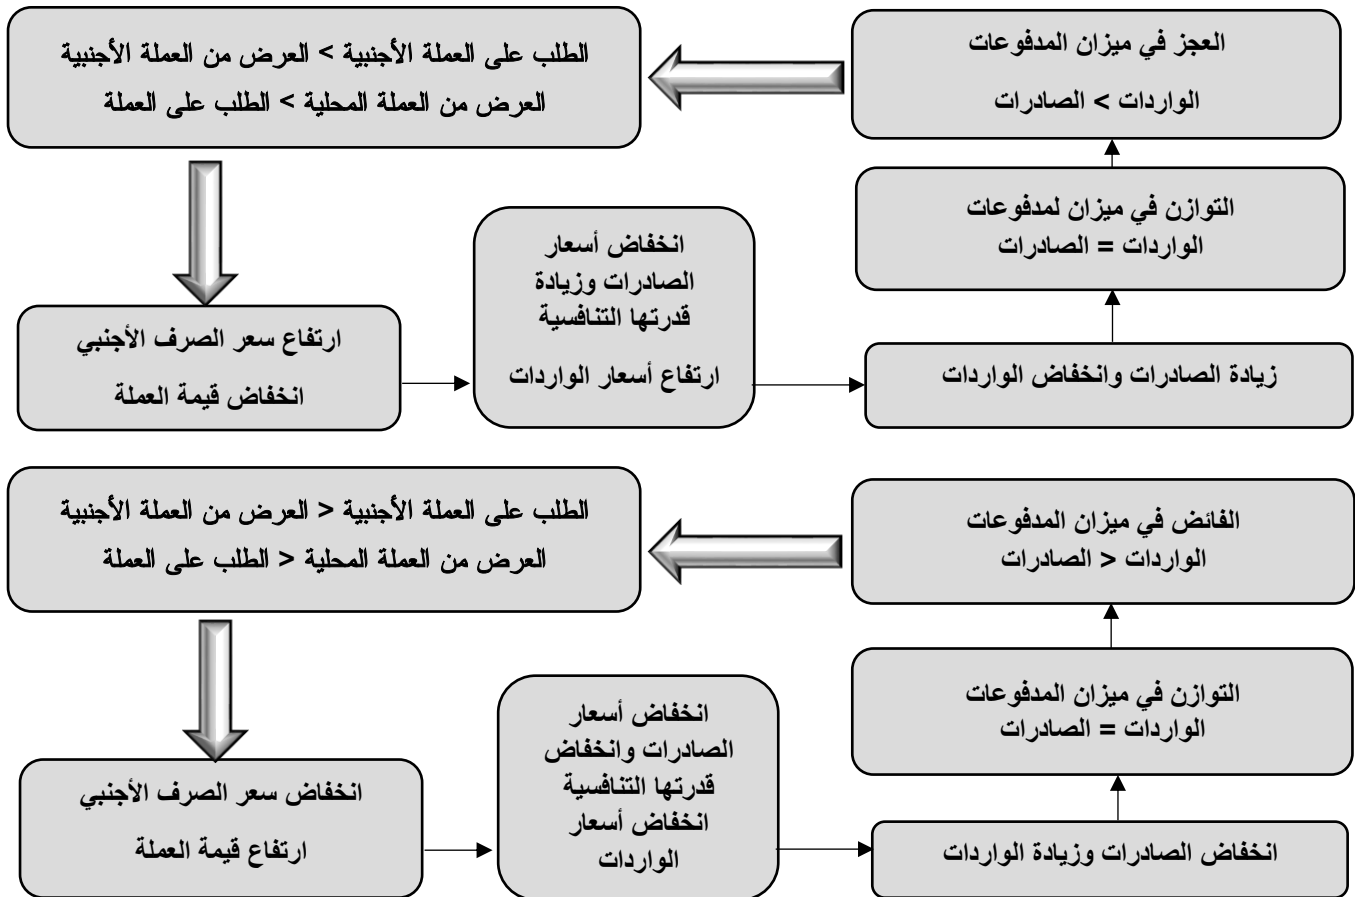 العجز في ميزان المدفوعات
الواردات > الصادرات
الطلب على العملة الأجنبية > العرض من العملة الأجنبية
العرض من العملة المحلية > الطلب على العملة
التوازن في ميزان لمدفوعات
الواردات = الصادرات
انخفاض أسعار
الصادرات وزيادة
قدرتها التنافسية
ارتفاع أسعار الواردات
ارتفاع سعر الصرف الأجنبي
انخفاض قيمة العملة
زيادة الصادرات وانخفاض الواردات
الفائض في ميزان المدفوعات
الواردات < الصادرات
الطلب على العملة الأجنبية < العرض من العملة الأجنبية
العرض من العملة المحلية < الطلب على العملة
التوازن في ميزان المدفوعات
الواردات = الصادرات
انخفاض أسعار
الصادرات وانخفاض
قدرتها التنافسية
انخفاض أسعار
الواردات
انخفاض سعر الصرف الأجنبي
ارتفاع قيمة العملة
انخفاض الصادرات وزيادة الواردات